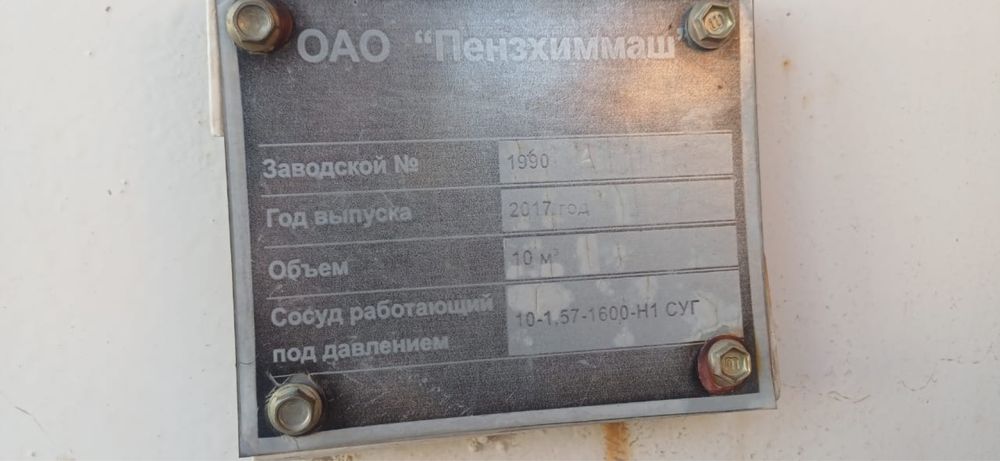 ОАО "Пензхиммаш"
Заводской № 1990
Год выпуска 2017 год
Объем 10 м³
Сосуд работающий
под давлением 10-1,57-1600-Н1 СУГ